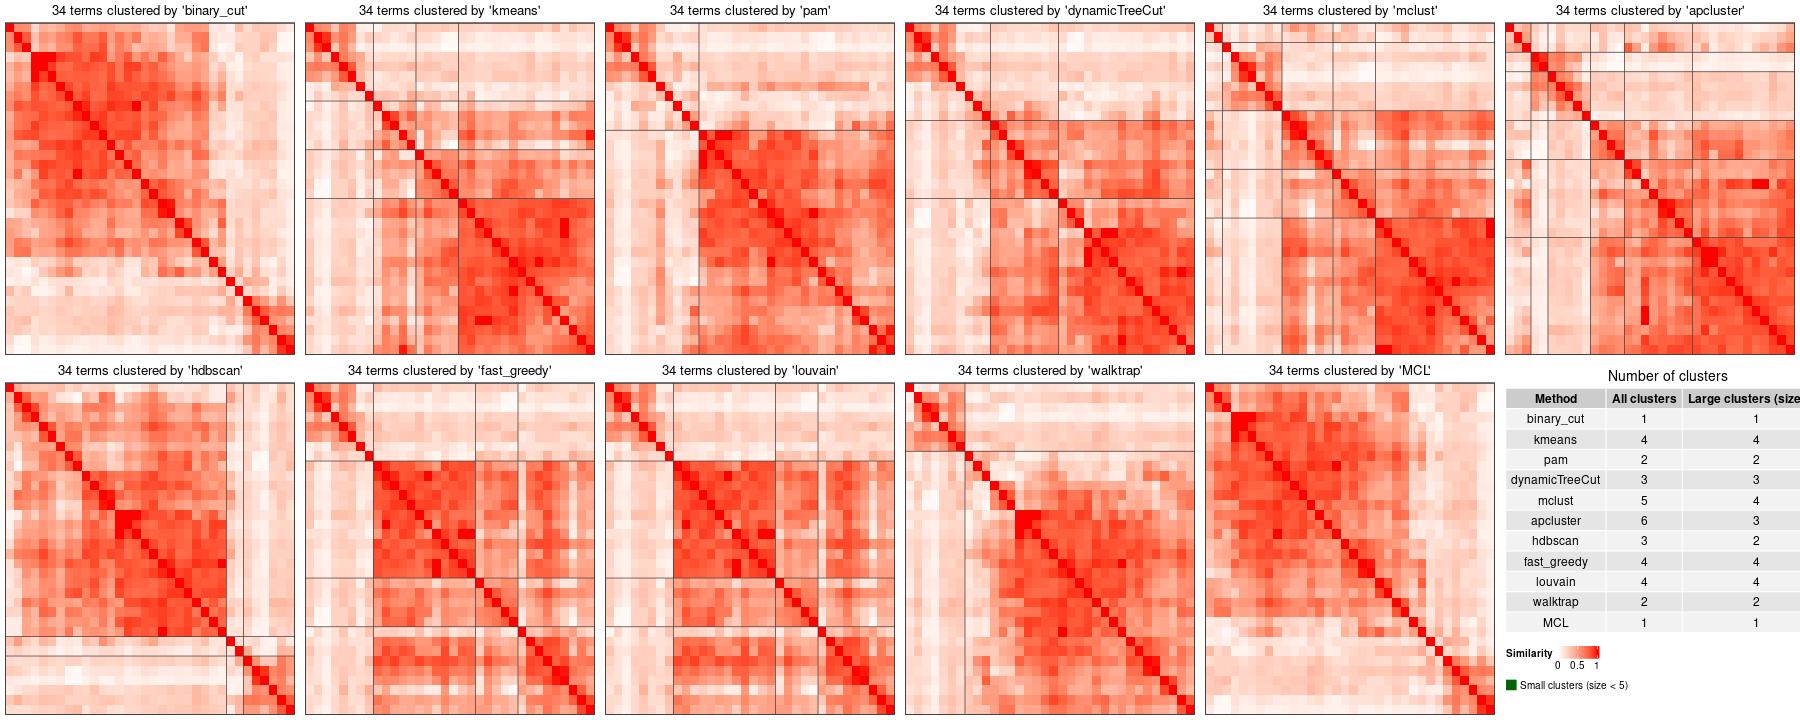 34 terms clustered by 'binary_cut'
34 terms clustered by 'kmeans'
34 terms clustered by 'pam'
34 terms clustered by 'dynamicTreeCut'
34 terms clustered by 'mclust'
34 terms clustered by 'apcluster'
34 terms clustered by 'hdbscan'
34 terms clustered by 'fast_greedy'
34 terms clustered by 'louvain'
34 terms clustered by 'walktrap'
34 terms clustered by 'MCL'
Number of clusters
Method All clusters Large clusters (size
binary_cut 1 1
kmeans 4 4
pam 2 2
dynamicTreeCut 3 3
mclust 5 4
apcluster 6 3
hdbscan 3 2
fast_greedy 4 4
louvain 4 4
walktrap 2 2
MCL 1 1
Similarity
0 0.5 1
Small clusters (size < 5)